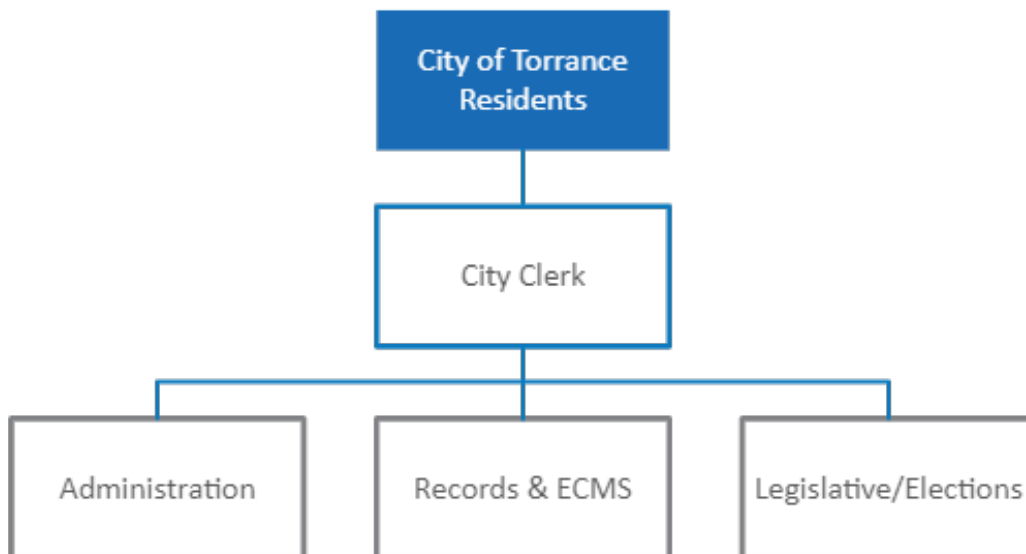 City of Torrance
Residents
City Clerk
Administration
Records & ECMS
Legislative/Elections